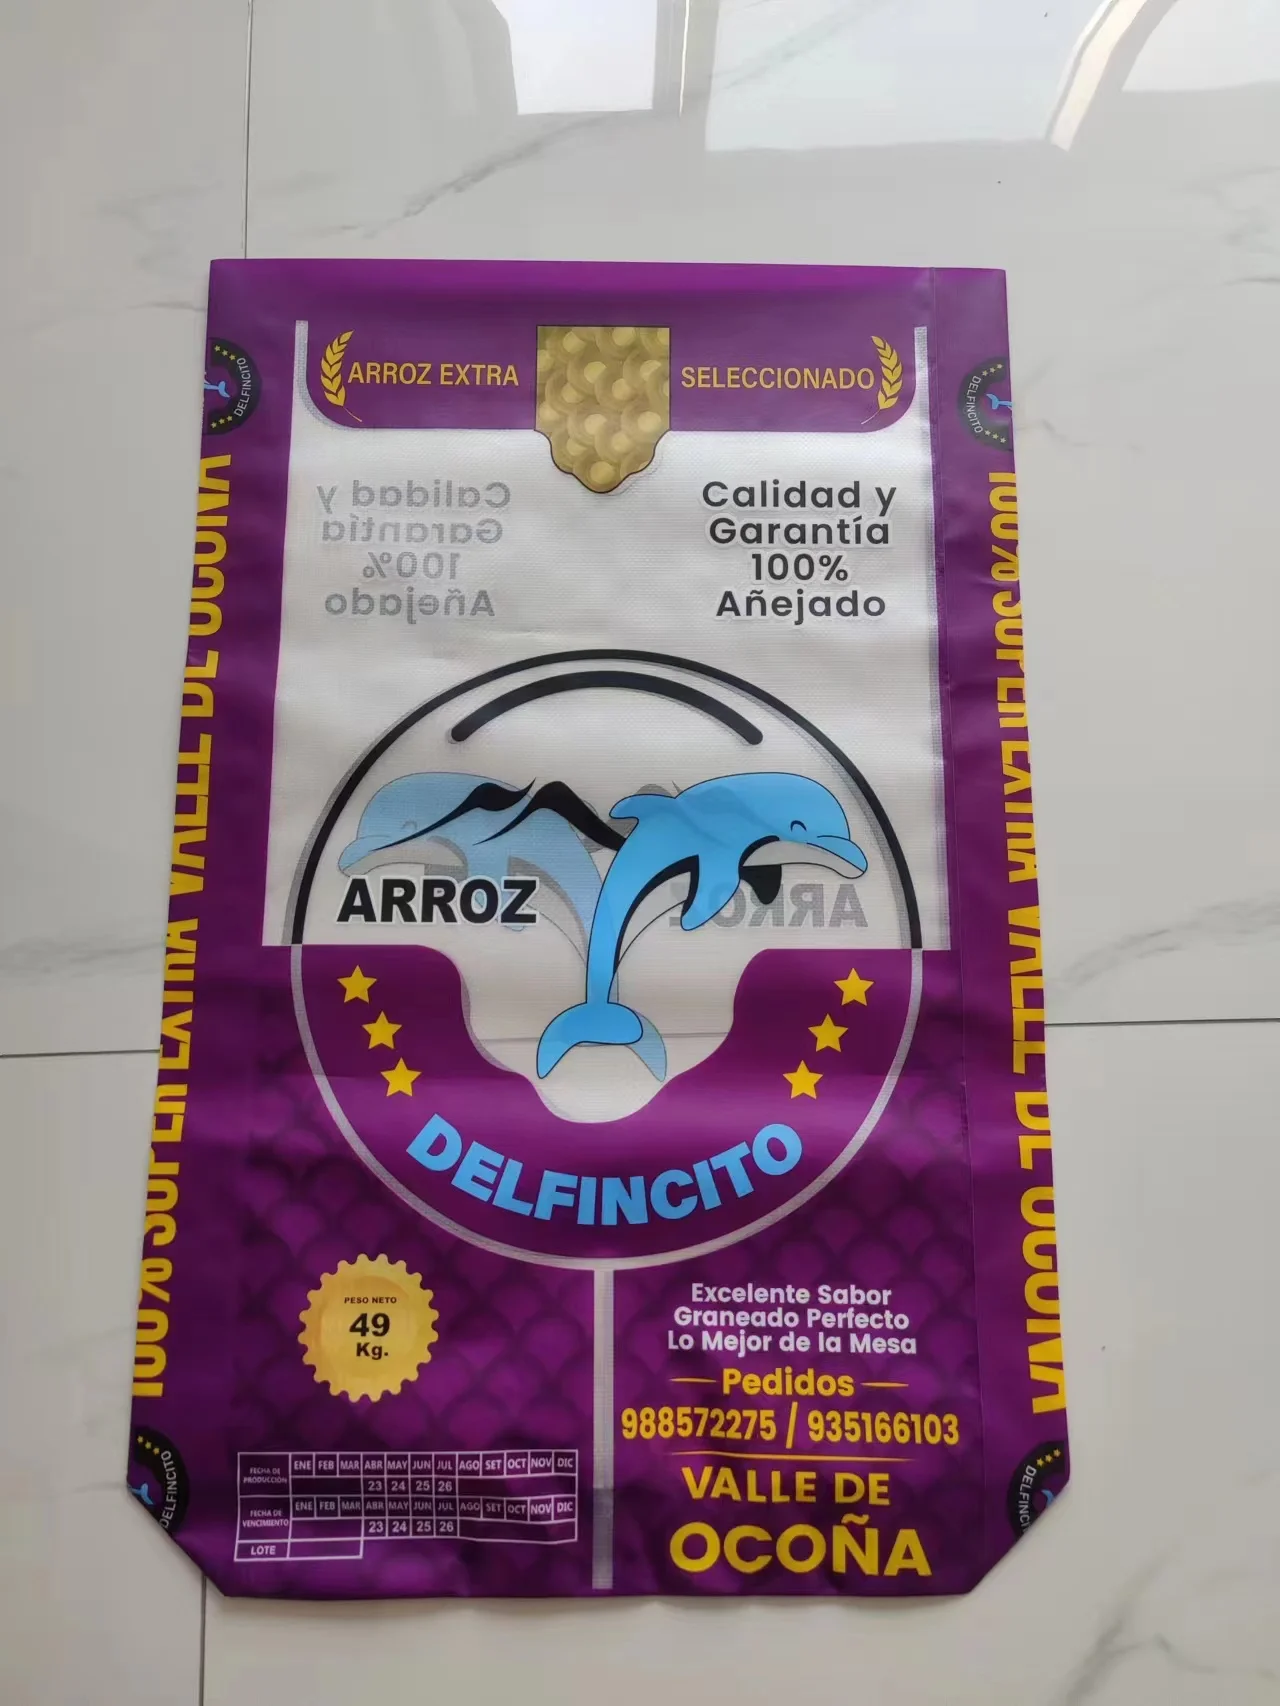 ARROZ EXTRA
SELECCIONADO
Calidad y
Garantía
100%
Añejado
ARROZ
DELFINCITO
PESO NETO
49
Kg.
Excelente Sabor
Graneado Perfecto
Lo Mejor de la Mesa
Pedidos
988572275 / 935166103
VALLE DE
OCOÑA
FECHA DE
PRODUCCIÓN
ENE FEB MAR ABR MAY JUN JUL AGO SET OCT NOV DIC
23 24 25 26
FECHA DE
VENCIMIENTO
ENE FEB MAR ABR MAY JUN JUL AGO SET OCT NOV DIC
23 24 25 26
LOTE
100% SUPER EXTRA VALLE DE OCOÑA
DELFINCITO
DELFINCITO
100% SUPER EXTRA VALLE DE OCOÑA
DELFINCITO